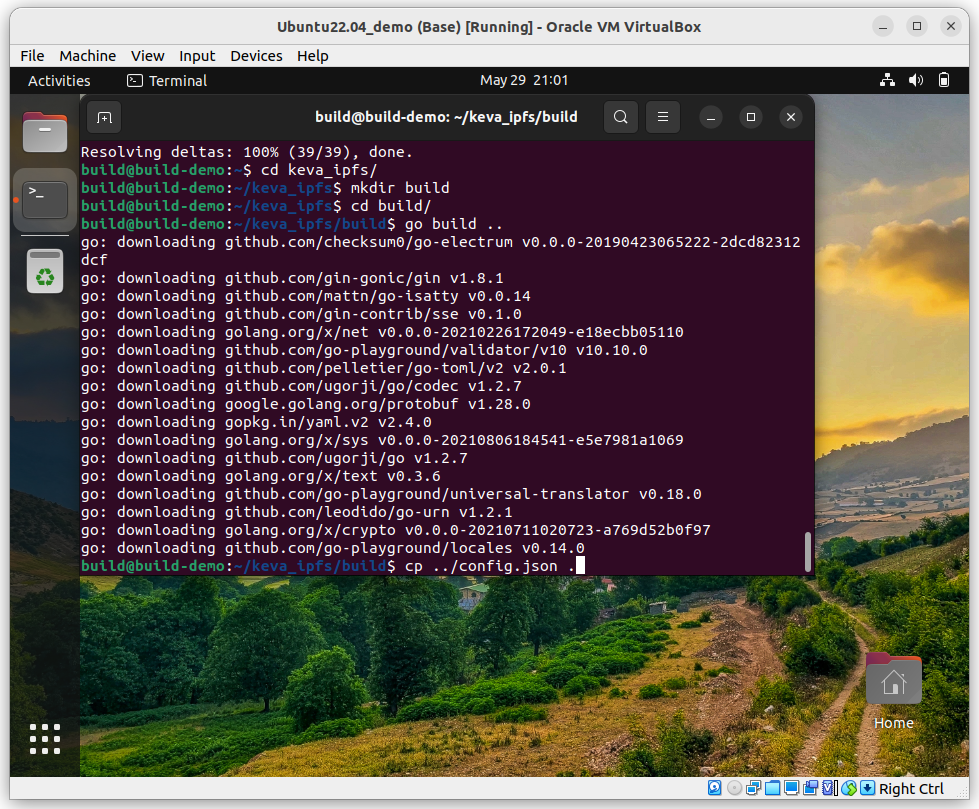 Ubuntu22.04_demo (Base) [Running] - Oracle VM VirtualBox
File Machine View Input Devices Help
Activities Terminal May 29 21:01
build@build-demo: ~/keva_ipfs/build
Resolving deltas: 100% (39/39), done.
build@build-demo:~$ cd keva_ipfs/
build@build-demo:~/keva_ipfs$ mkdir build
build@build-demo:~/keva_ipfs$ cd build/
build@build-demo:~/keva_ipfs/build$ go build ..
go: downloading github.com/checksum0/go-electrum v0.0.0-20190423065222-2dcd82312
dcf
go: downloading github.com/gin-gonic/gin v1.8.1
go: downloading github.com/mattn/go-isatty v0.0.14
go: downloading github.com/gin-contrib/sse v0.1.0
go: downloading golang.org/x/net v0.0.0-20210226172049-e18ecbb05110
go: downloading github.com/go-playground/validator/v10 v10.10.0
go: downloading github.com/pelletier/go-toml/v2 v2.0.1
go: downloading github.com/ugorji/go/codec v1.2.7
go: downloading google.golang.org/protobuf v1.28.0
go: downloading gopkg.in/yaml.v2 v2.4.0
go: downloading golang.org/x/sys v0.0.0-20210806184541-e5e7981a1069
go: downloading github.com/ugorji/go v1.2.7
go: downloading golang.org/x/text v0.3.6
go: downloading github.com/go-playground/universal-translator v0.18.0
go: downloading github.com/leodido/go-urn v1.2.1
go: downloading golang.org/x/crypto v0.0.0-20210711020723-a769d52b0f97
go: downloading github.com/go-playground/locales v0.14.0
build@build-demo:~/keva_ipfs/build$ cp ../config.json .
Home
Right Ctrl